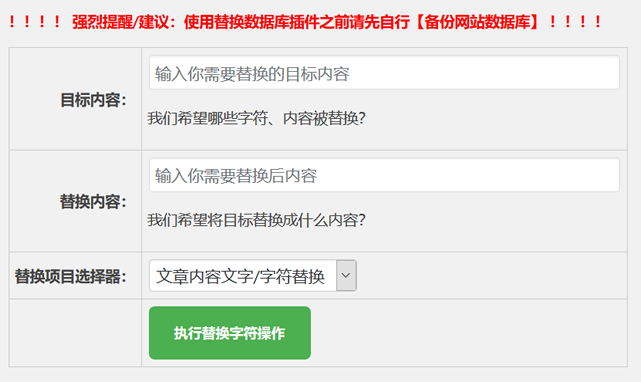 ！！！！ 强烈提醒/建议：使用替换数据库插件之前请先自行【备份网站数据库】！！！！
目标内容：
输入你需要替换的目标内容
我们希望哪些字符、内容被替换?
替换内容：
输入你需要替换后内容
我们希望将目标替换成什么内容?
替换项目选择器：
文章内容文字/字符替换
执行替换字符操作